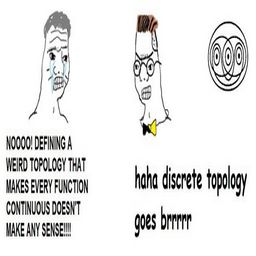 NOOOO! DEFINING A
WEIRD TOPOLOGY THAT
MAKES EVERY FUNCTION
CONTINUOUS DOESN'T
MAKE ANY SENSE!!!!
haha discrete topology
goes brrrrr